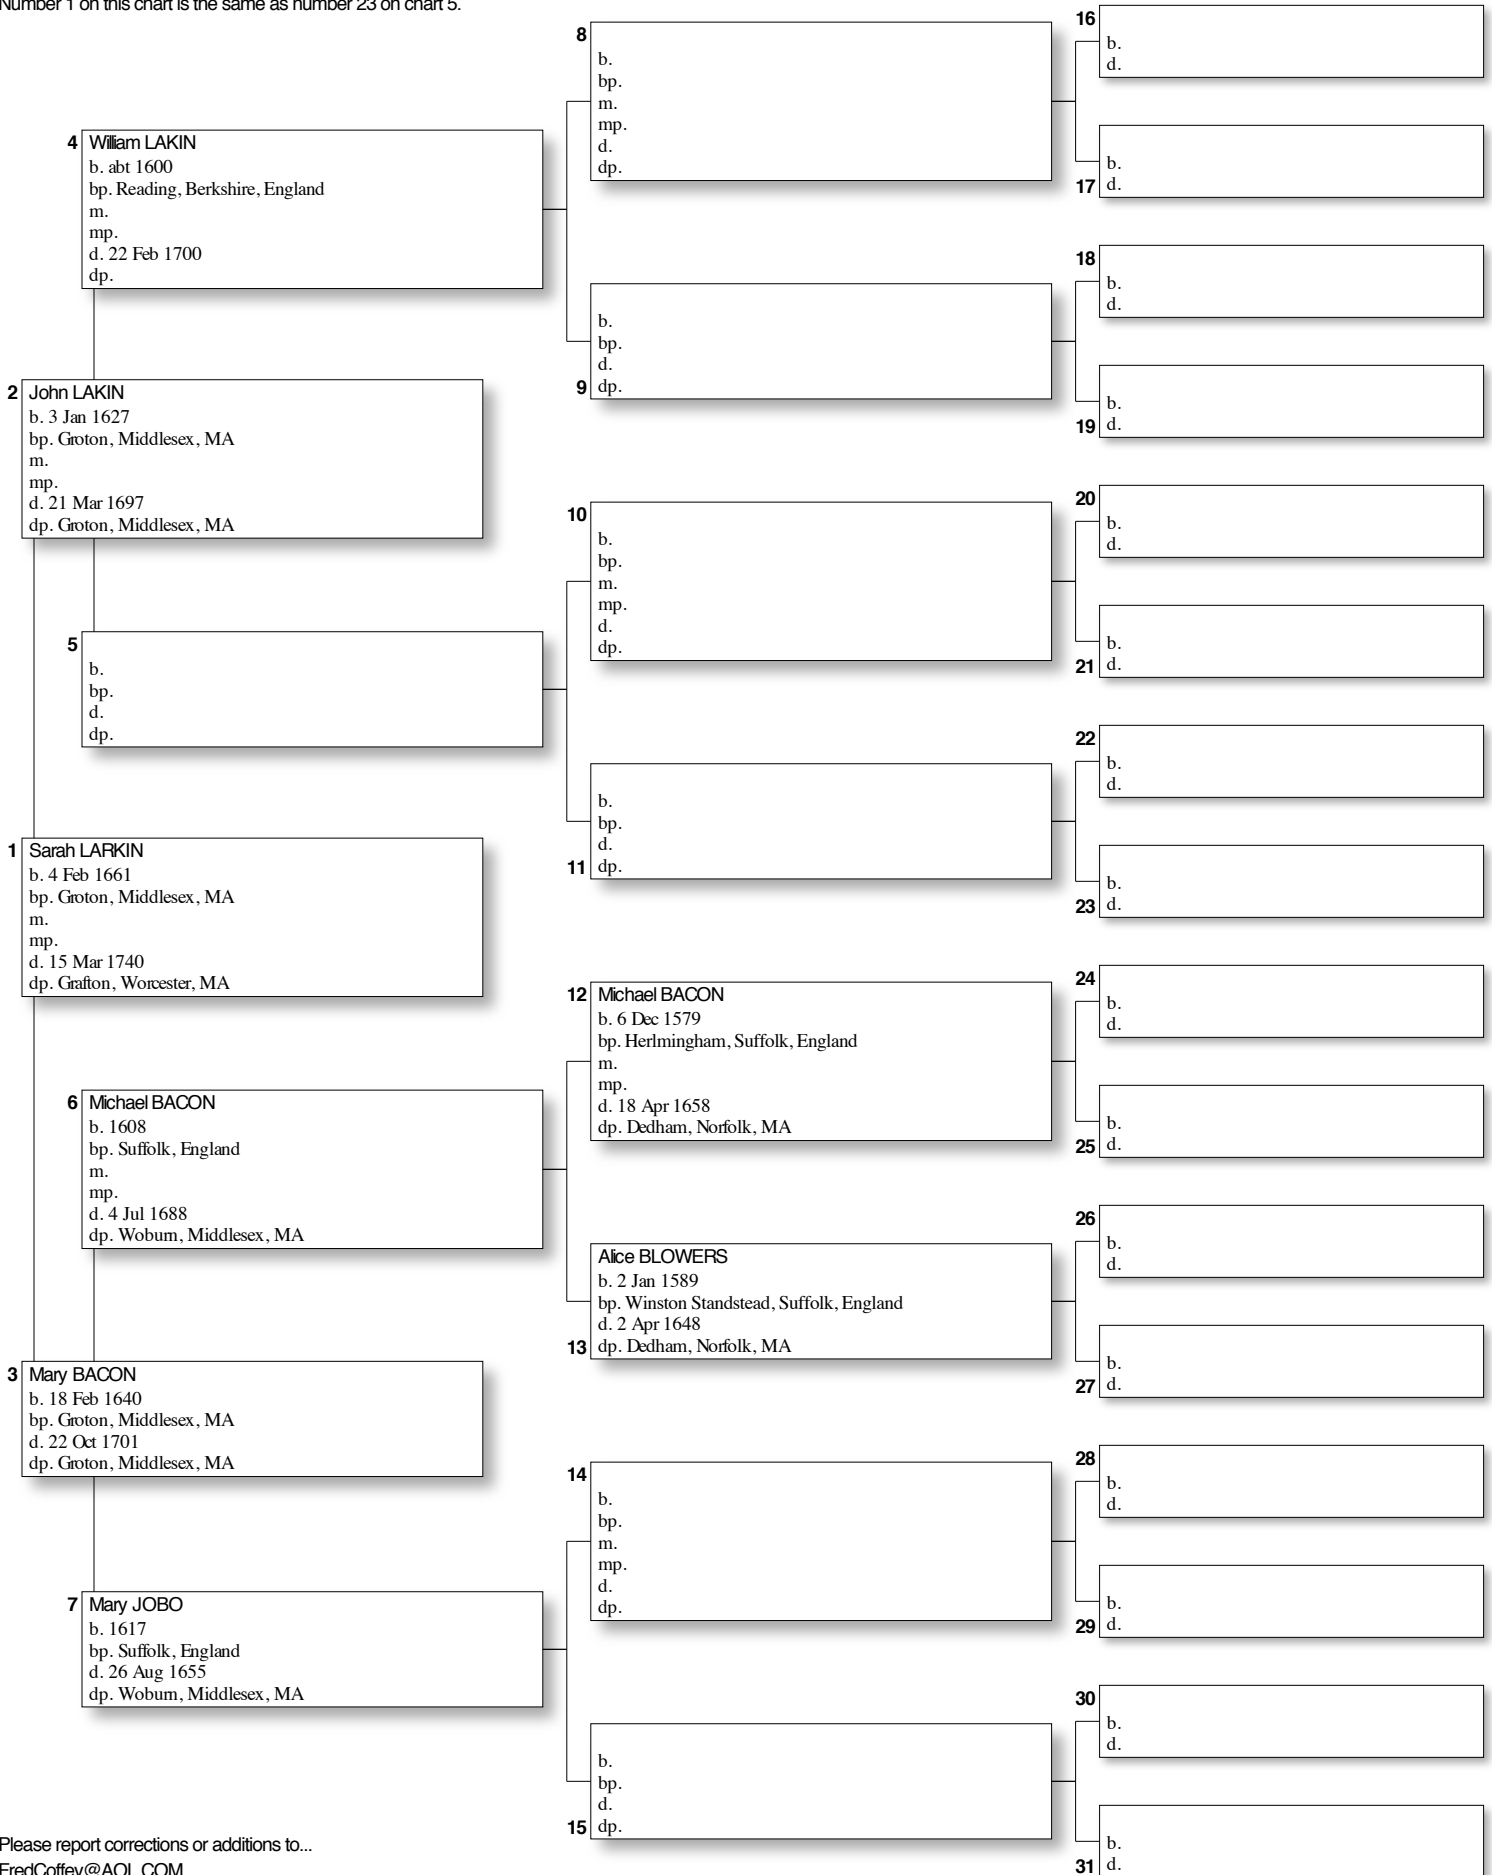 Number 1 on this chart is the same as number 23 on chart 5.
1 Sarah LARKIN
b. 4 Feb 1661
bp. Groton, Middlesex, MA
m.
mp.
d. 15 Mar 1740
dp. Grafton, Worcester, MA
2 John LAKIN
b. 3 Jan 1627
bp. Groton, Middlesex, MA
m.
mp.
d. 21 Mar 1697
dp. Groton, Middlesex, MA
3 Mary BACON
b. 18 Feb 1640
bp. Groton, Middlesex, MA
d. 22 Oct 1701
dp. Groton, Middlesex, MA
4 William LAKIN
b. abt 1600
bp. Reading, Berkshire, England
m.
mp.
d. 22 Feb 1700
dp.
5
b.
bp.
d.
dp.
6 Michael BACON
b. 1608
bp. Suffolk, England
m.
mp.
d. 4 Jul 1688
dp. Woburn, Middlesex, MA
7 Mary JOBO
b. 1617
bp. Suffolk, England
d. 26 Aug 1655
dp. Woburn, Middlesex, MA
8
b.
bp.
m.
mp.
d.
dp.
b.
bp.
d.
9 dp.
10
b.
bp.
m.
mp.
d.
dp.
b.
bp.
d.
11 dp.
12 Michael BACON
b. 6 Dec 1579
bp. Herlmingham, Suffolk, England
m.
mp.
d. 18 Apr 1658
dp. Dedham, Norfolk, MA
Alice BLOWERS
b. 2 Jan 1589
bp. Winston Standstead, Suffolk, England
d. 2 Apr 1648
13 dp. Dedham, Norfolk, MA
14
b.
bp.
m.
mp.
d.
dp.
b.
bp.
d.
15 dp.
16
b.
d.
b.
17 d.
18
b.
d.
b.
19 d.
20
b.
d.
b.
21 d.
22
b.
d.
b.
23 d.
24
b.
d.
b.
25 d.
26
b.
d.
b.
27 d.
28
b.
d.
b.
29 d.
30
b.
d.
b.
31 d.
Please report corrections or additions to...
FredCoffey@AOL.COM